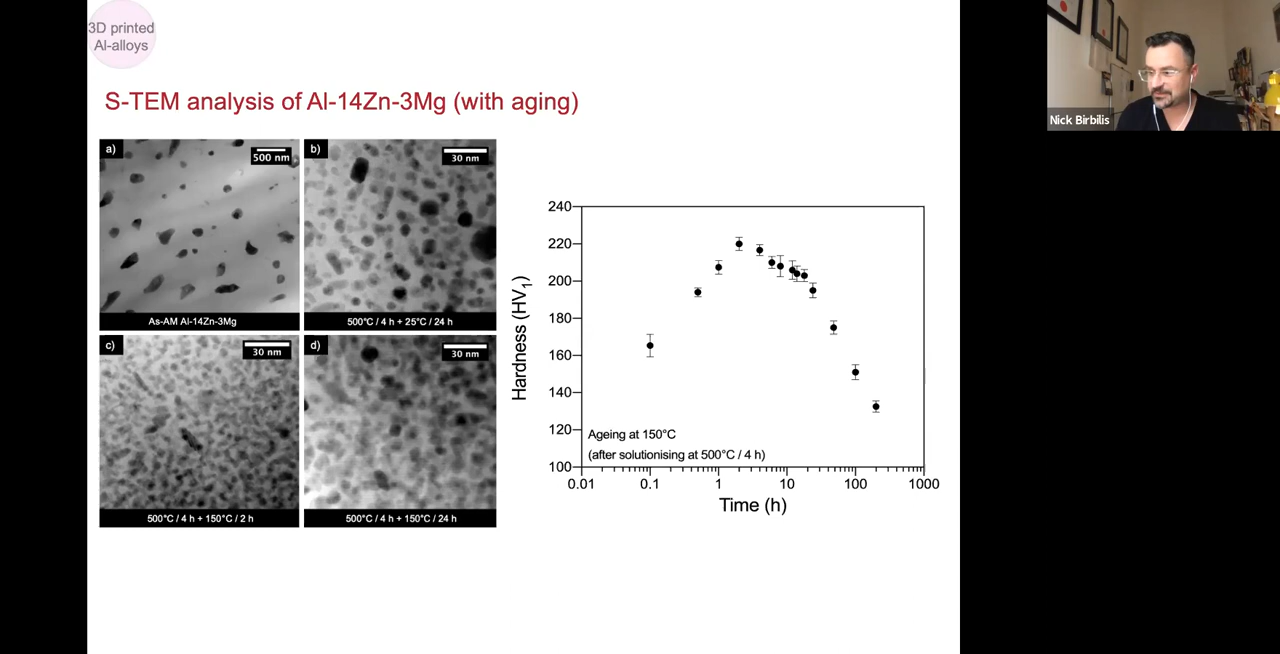 3D printed
Al-alloys
S-TEM analysis of Al-14Zn-3Mg (with aging)
a)
500 nm
As-AM Al-14Zn-3Mg
b)
30 nm
500°C / 4 h + 25°C / 24 h
c)
30 nm
500°C / 4 h + 150°C / 2 h
d)
30 nm
500°C / 4 h + 150°C / 24 h
Hardness (HV1)
240
220
200
180
160
140
120
100
Ageing at 150°C
(after solutionising at 500°C / 4 h)
0.01 0.1 1 10 100 1000
Time (h)
Nick Birbilis